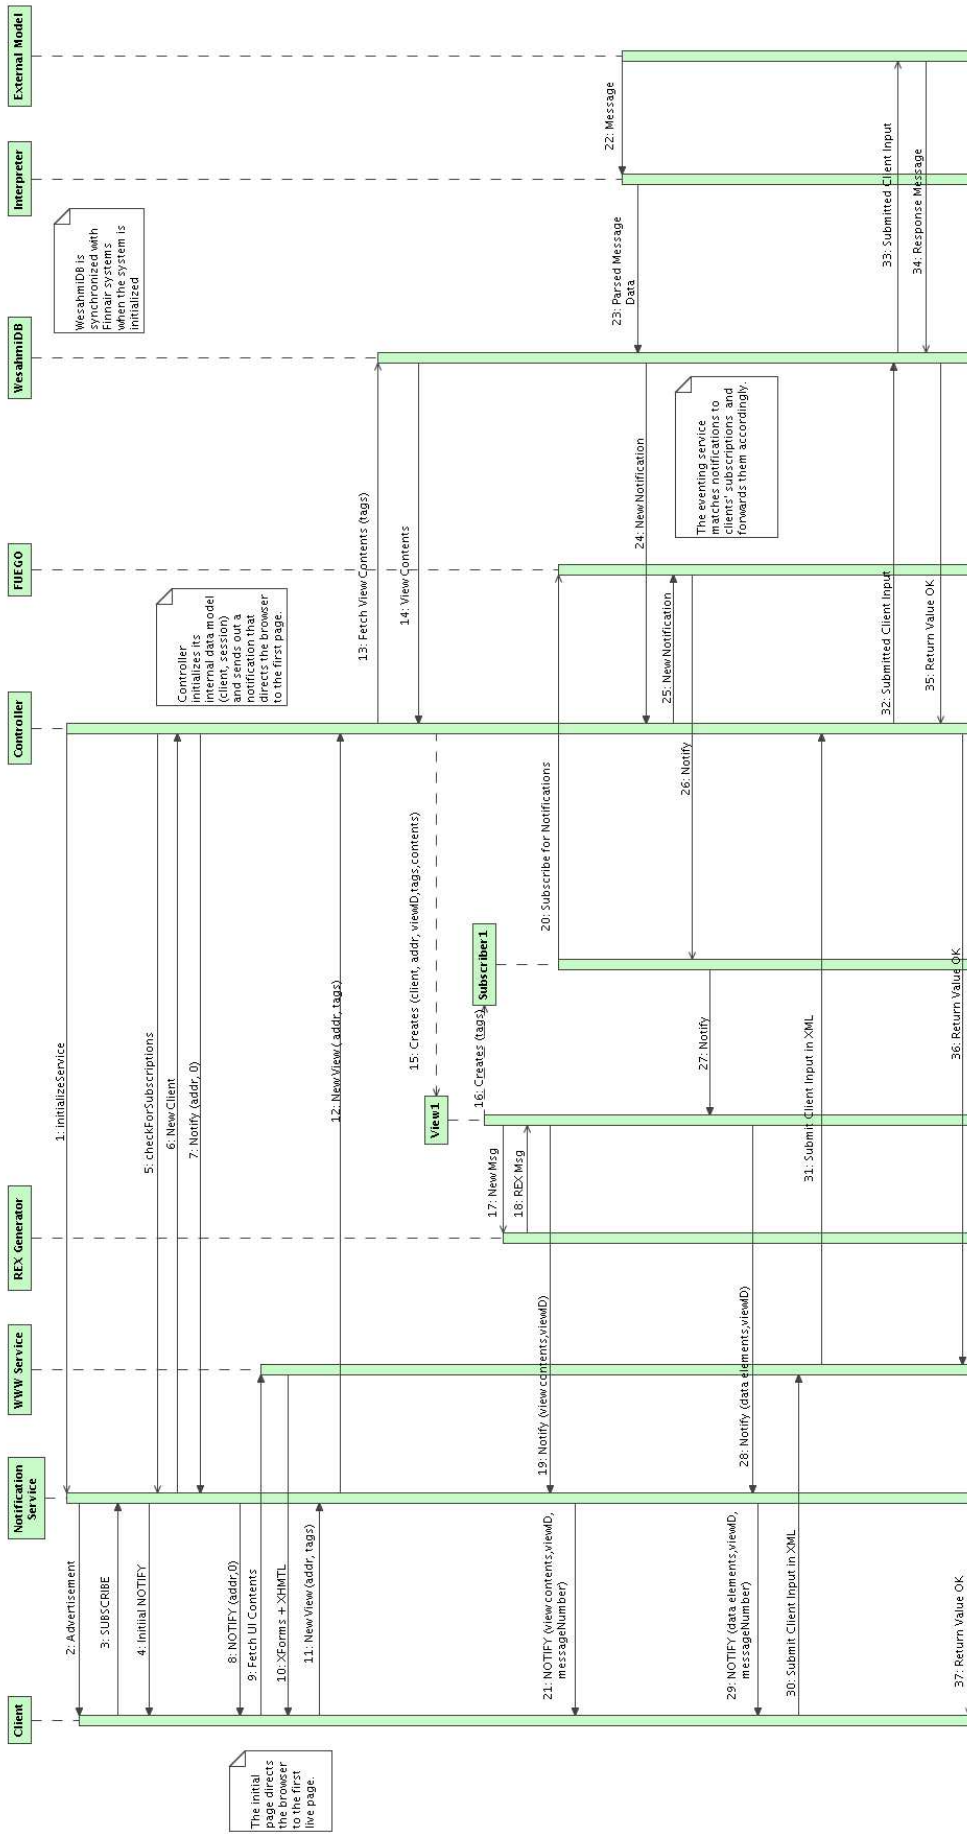 Client
Notification
Service
WWW Service
REX Generator
View1
Subscriber1
Controller
FUEGO
WesahmiDB
Interpreter
External Model
WesahmiDB is
synchronized with
Finnair systems
when the system is
initialized
1: initializeService
2: Advertisement
3: SUBSCRIBE
4: Initiial NOTIFY
5: checkForSubscriptions
6: New Client
7: Notify (addr, 0)
Controller
initializes its
internal data model
(client, session)
and sends out a
notification that
directs the browser
to the first page.
8: NOTIFY (addr,0)
9: Fetch UI Contents
10: XForms + XHMTL
11: New View (addr, tags)
The initial
page directs
the browser
to the first
live page.
12: New View ( addr, tags)
13: Fetch View Contents (tags)
14: View Contents
15: Creates (client, addr, viewID,tags,contents)
16: Creates (tags)
17: New Msg
18: REX Msg
19: Notify (view contents,viewID)
20: Subscribe for Notifications
21: NOTIFY (view contents,viewID,
messageNumber)
22: Message
23: Parsed Message
Data
24: New Notification
25: New Notification
The eventing service
matches notifications to
clients' subscriptions and
forwards them accordingly.
26: Notify
27: Notify
28: Notify (data elements,viewID)
29: NOTIFY (data elements,viewID,
messageNumber)
30: Submit Client Input in XML
31: Submit Client Input in XML
32: Submitted Client Input
33: Submitted Client Input
34: Response Message
35: Return Value OK
36: Return Value OK
37: Return Value OK